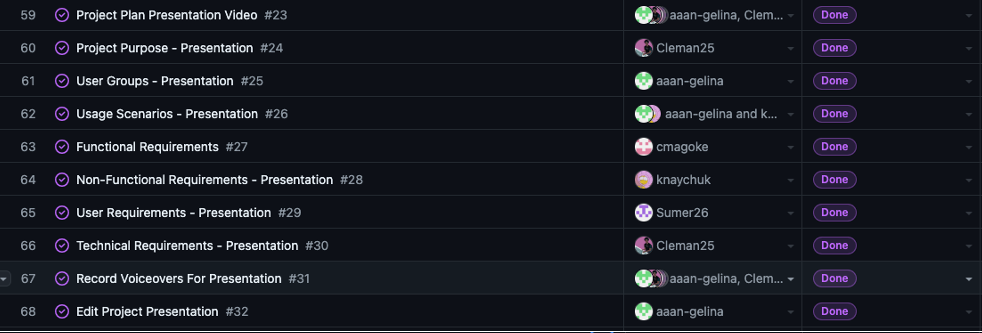 59 Project Plan Presentation Video #23 aaan-gelina, Clem... Done
60 Project Purpose - Presentation #24 Cleman25 Done
61 User Groups - Presentation #25 aaan-gelina Done
62 Usage Scenarios - Presentation #26 aaan-gelina and k... Done
63 Functional Requirements #27 cmagoke Done
64 Non-Functional Requirements - Presentation #28 knaychuk Done
65 User Requirements - Presentation #29 Sumer26 Done
66 Technical Requirements - Presentation #30 Cleman25 Done
67 Record Voiceovers For Presentation #31 aaan-gelina, Clem... Done
68 Edit Project Presentation #32 aaan-gelina Done